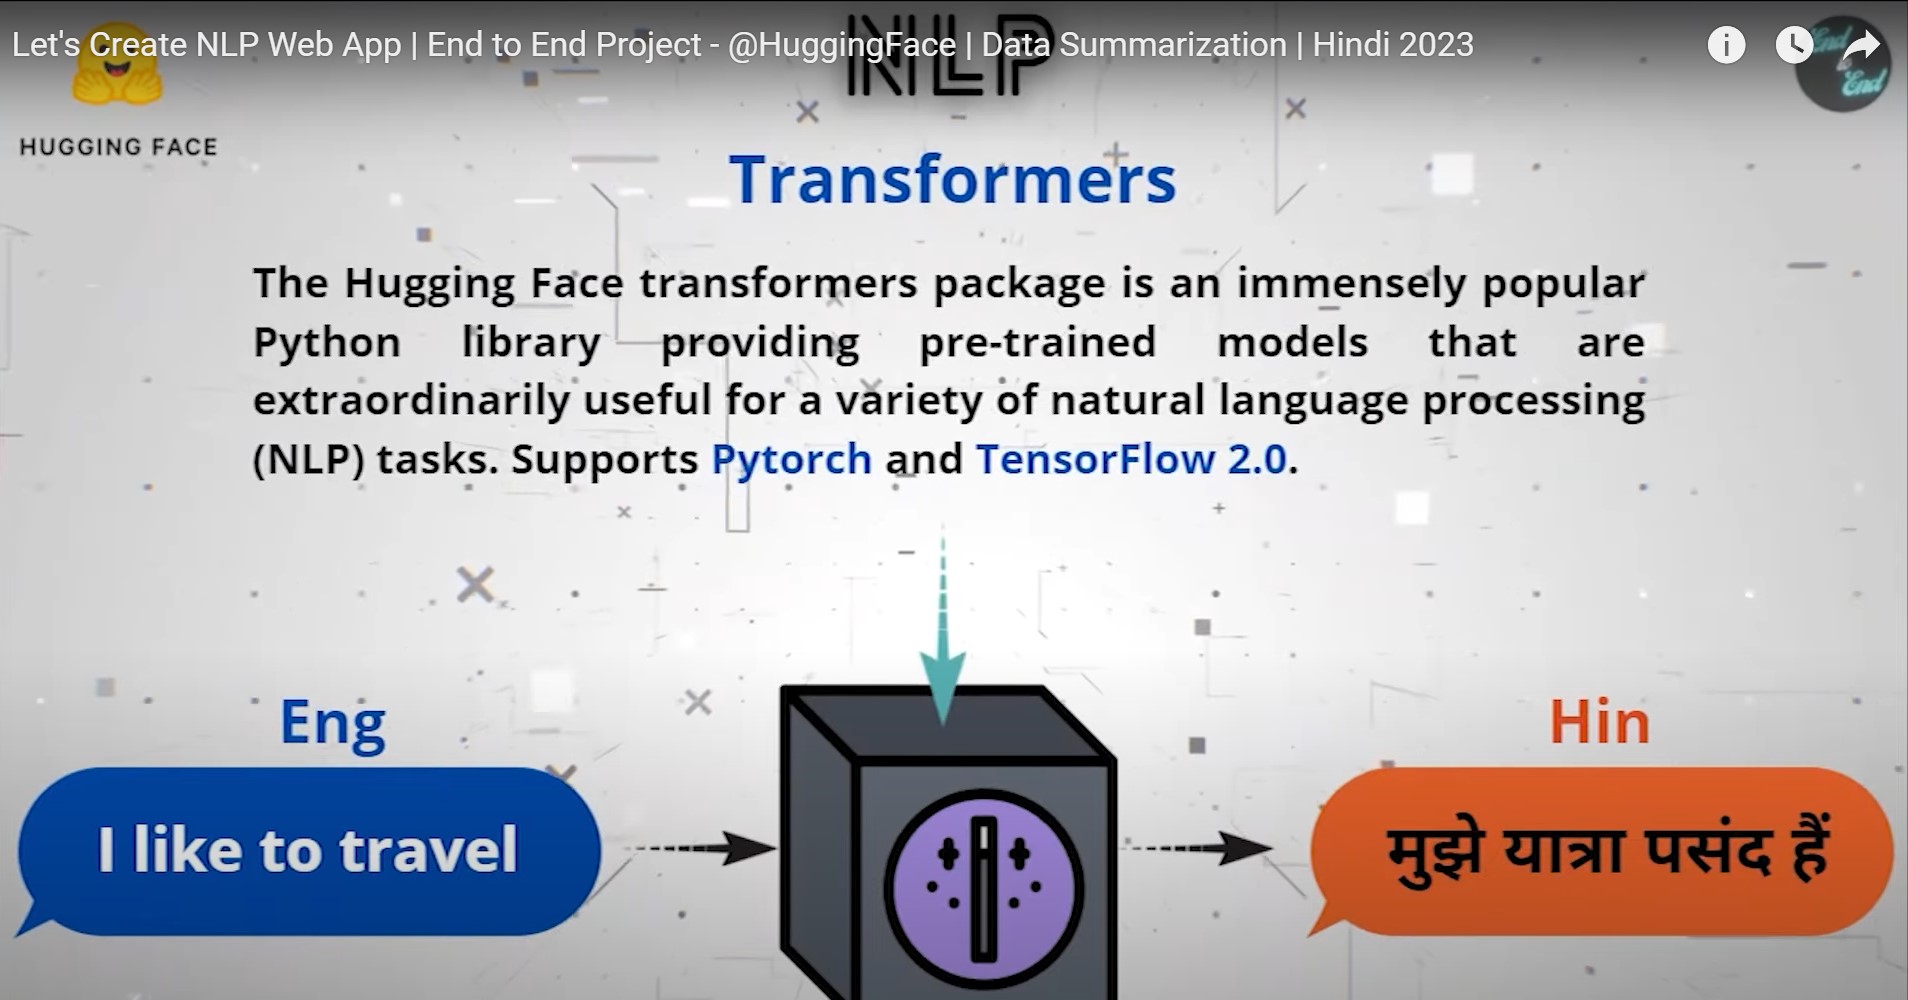 Let's Create NLP Web App | End to End Project - @HuggingFace | Data Summarization | Hindi 2023
NLP
End
to
End
HUGGING FACE
Transformers
The Hugging Face transformers package is an immensely popular
Python library providing pre-trained models that are
extraordinarily useful for a variety of natural language processing
(NLP) tasks. Supports Pytorch and TensorFlow 2.0.
Eng
Hin
I like to travel
मुझे यात्रा पसंद हैं